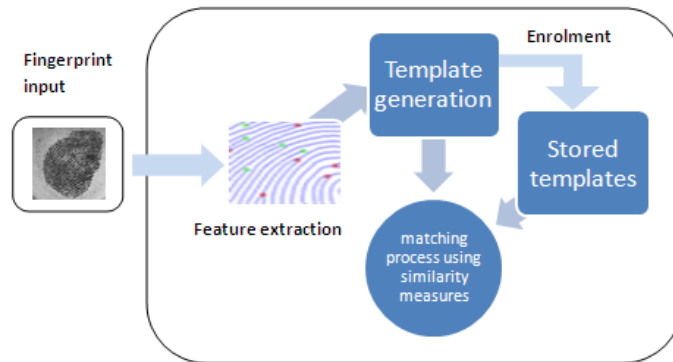 Fingerprint
input
Feature extraction
Template
generation
Enrolment
Stored
templates
matching
process using
similarity
measures